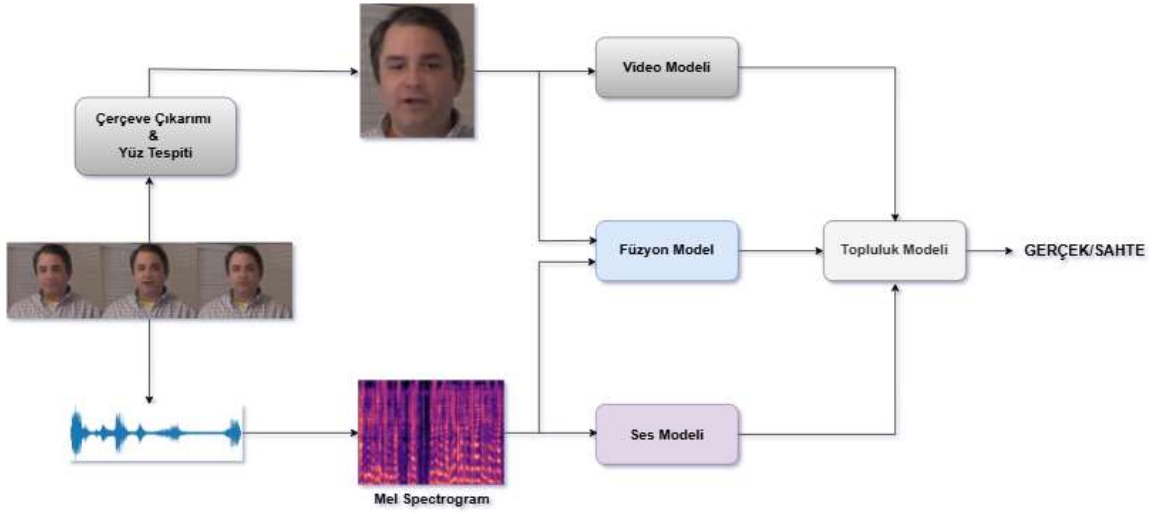 Video Modeli
Çerçeve Çıkarımı
&
Yüz Tespiti
Füzyon Model
Topluluk Modeli
GERÇEK/SAHTE
Ses Modeli
Mel Spectrogram